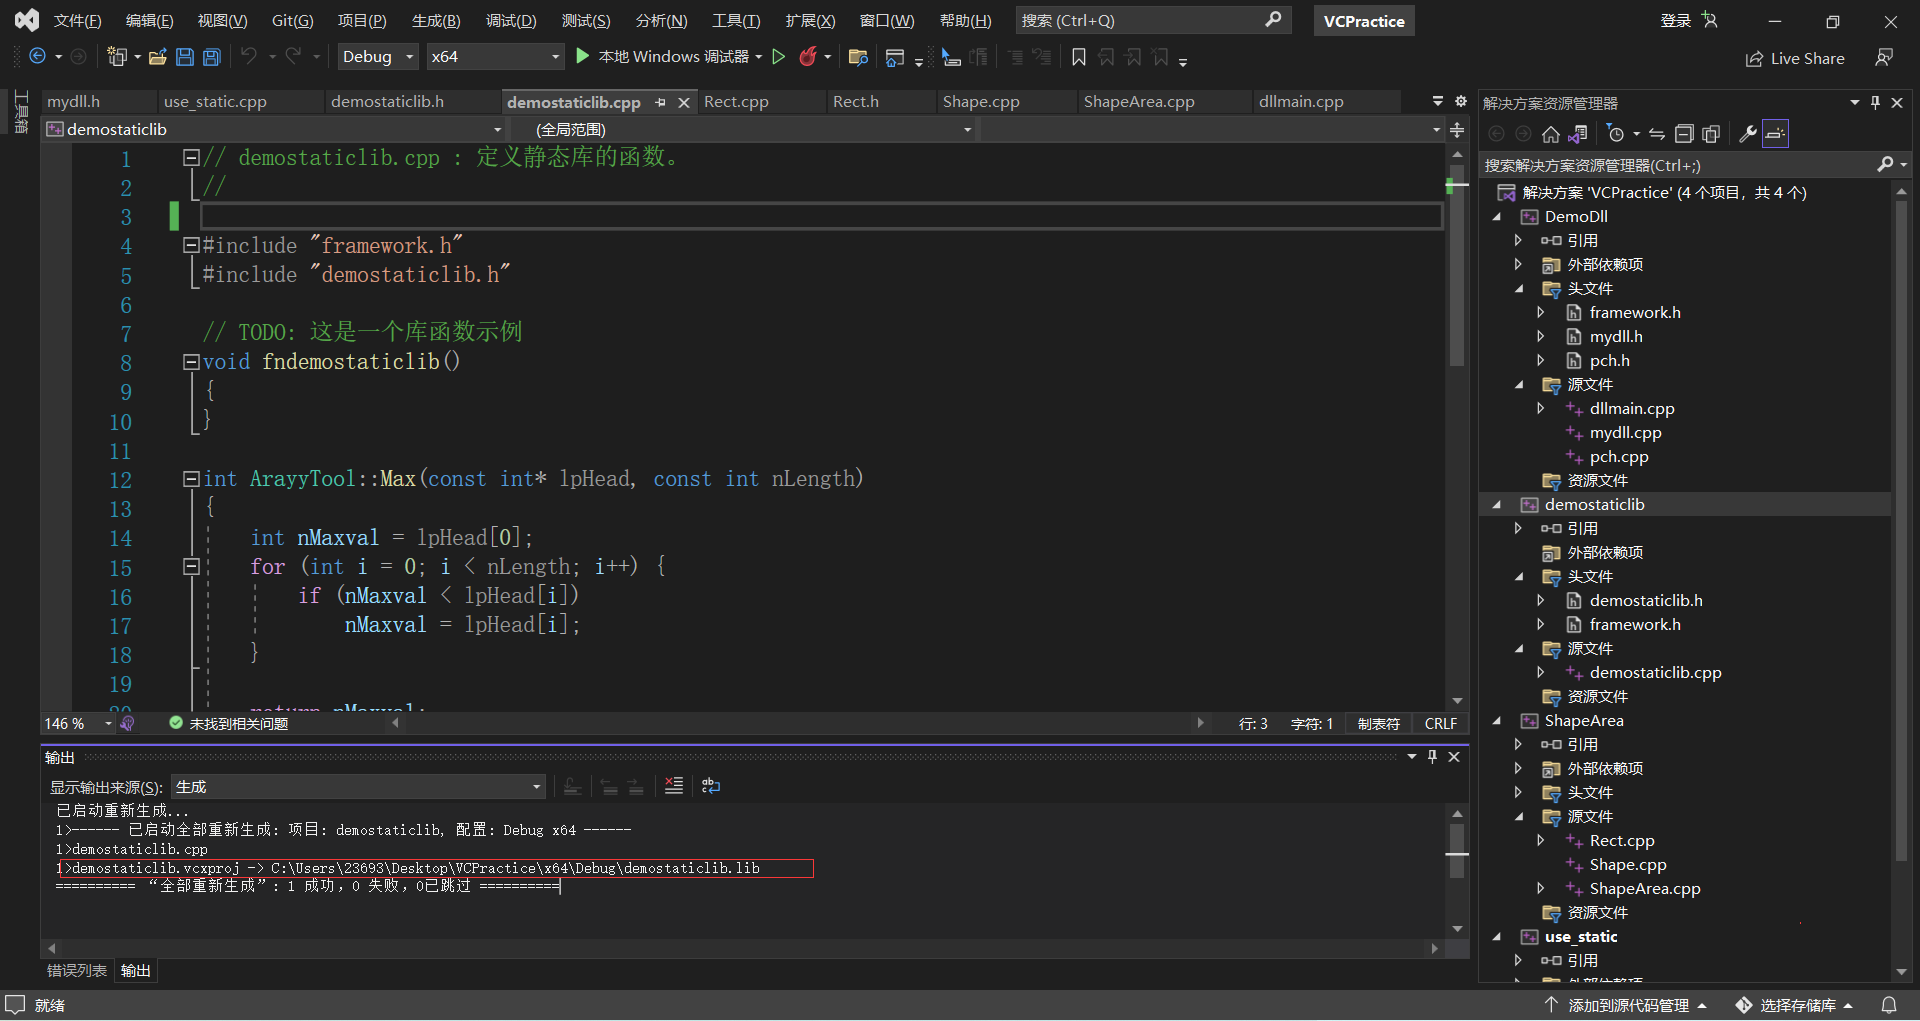 文件(F) 编辑(E) 视图(V) Git(G) 项目(P) 生成(B) 调试(D) 测试(S) 分析(N) 工具(T) 扩展(X) 窗口(W) 帮助(H) 搜索 (Ctrl+Q) VCPractice 登录
Debug x64 本地 Windows 调试器 Live Share
工具箱
mydll.h use_static.cpp demostaticlib.h demostaticlib.cpp Rect.cpp Rect.h Shape.cpp ShapeArea.cpp dllmain.cpp
demostaticlib (全局范围)
1 // demostaticlib.cpp : 定义静态库的函数。
2 //
3
4 #include "framework.h"
5 #include "demostaticlib.h"
6
7 // TODO: 这是一个库函数示例
8 void fndemostaticlib()
9 {
10 }
11
12 int ArayyTool::Max(const int* lpHead, const int nLength)
13 {
14 int nMaxval = lpHead[0];
15 for (int i = 0; i < nLength; i++) {
16 if (nMaxval < lpHead[i])
17 nMaxval = lpHead[i];
18 }
19
20 return nMaxval;
146 % 未找到相关问题 行: 3 字符: 1 制表符 CRLF
输出
显示输出来源(S): 生成
已启动重新生成...
1>------ 已启动全部重新生成: 项目: demostaticlib, 配置: Debug x64 ------
1>demostaticlib.cpp
1>demostaticlib.vcxproj -> C:\Users\23693\Desktop\VCPractice\x64\Debug\demostaticlib.lib
========== “全部重新生成”: 1 成功，0 失败，0已跳过 ==========
错误列表 输出
解决方案资源管理器
搜索解决方案资源管理器(Ctrl+;)
解决方案 'VCPractice' (4 个项目，共 4 个)
DemoDll
引用
外部依赖项
头文件
framework.h
mydll.h
pch.h
源文件
dllmain.cpp
mydll.cpp
pch.cpp
资源文件
demostaticlib
引用
外部依赖项
头文件
demostaticlib.h
framework.h
源文件
demostaticlib.cpp
资源文件
ShapeArea
引用
外部依赖项
头文件
源文件
Rect.cpp
Shape.cpp
ShapeArea.cpp
资源文件
use_static
引用
外部依赖项
就绪 添加到源代码管理 选择存储库